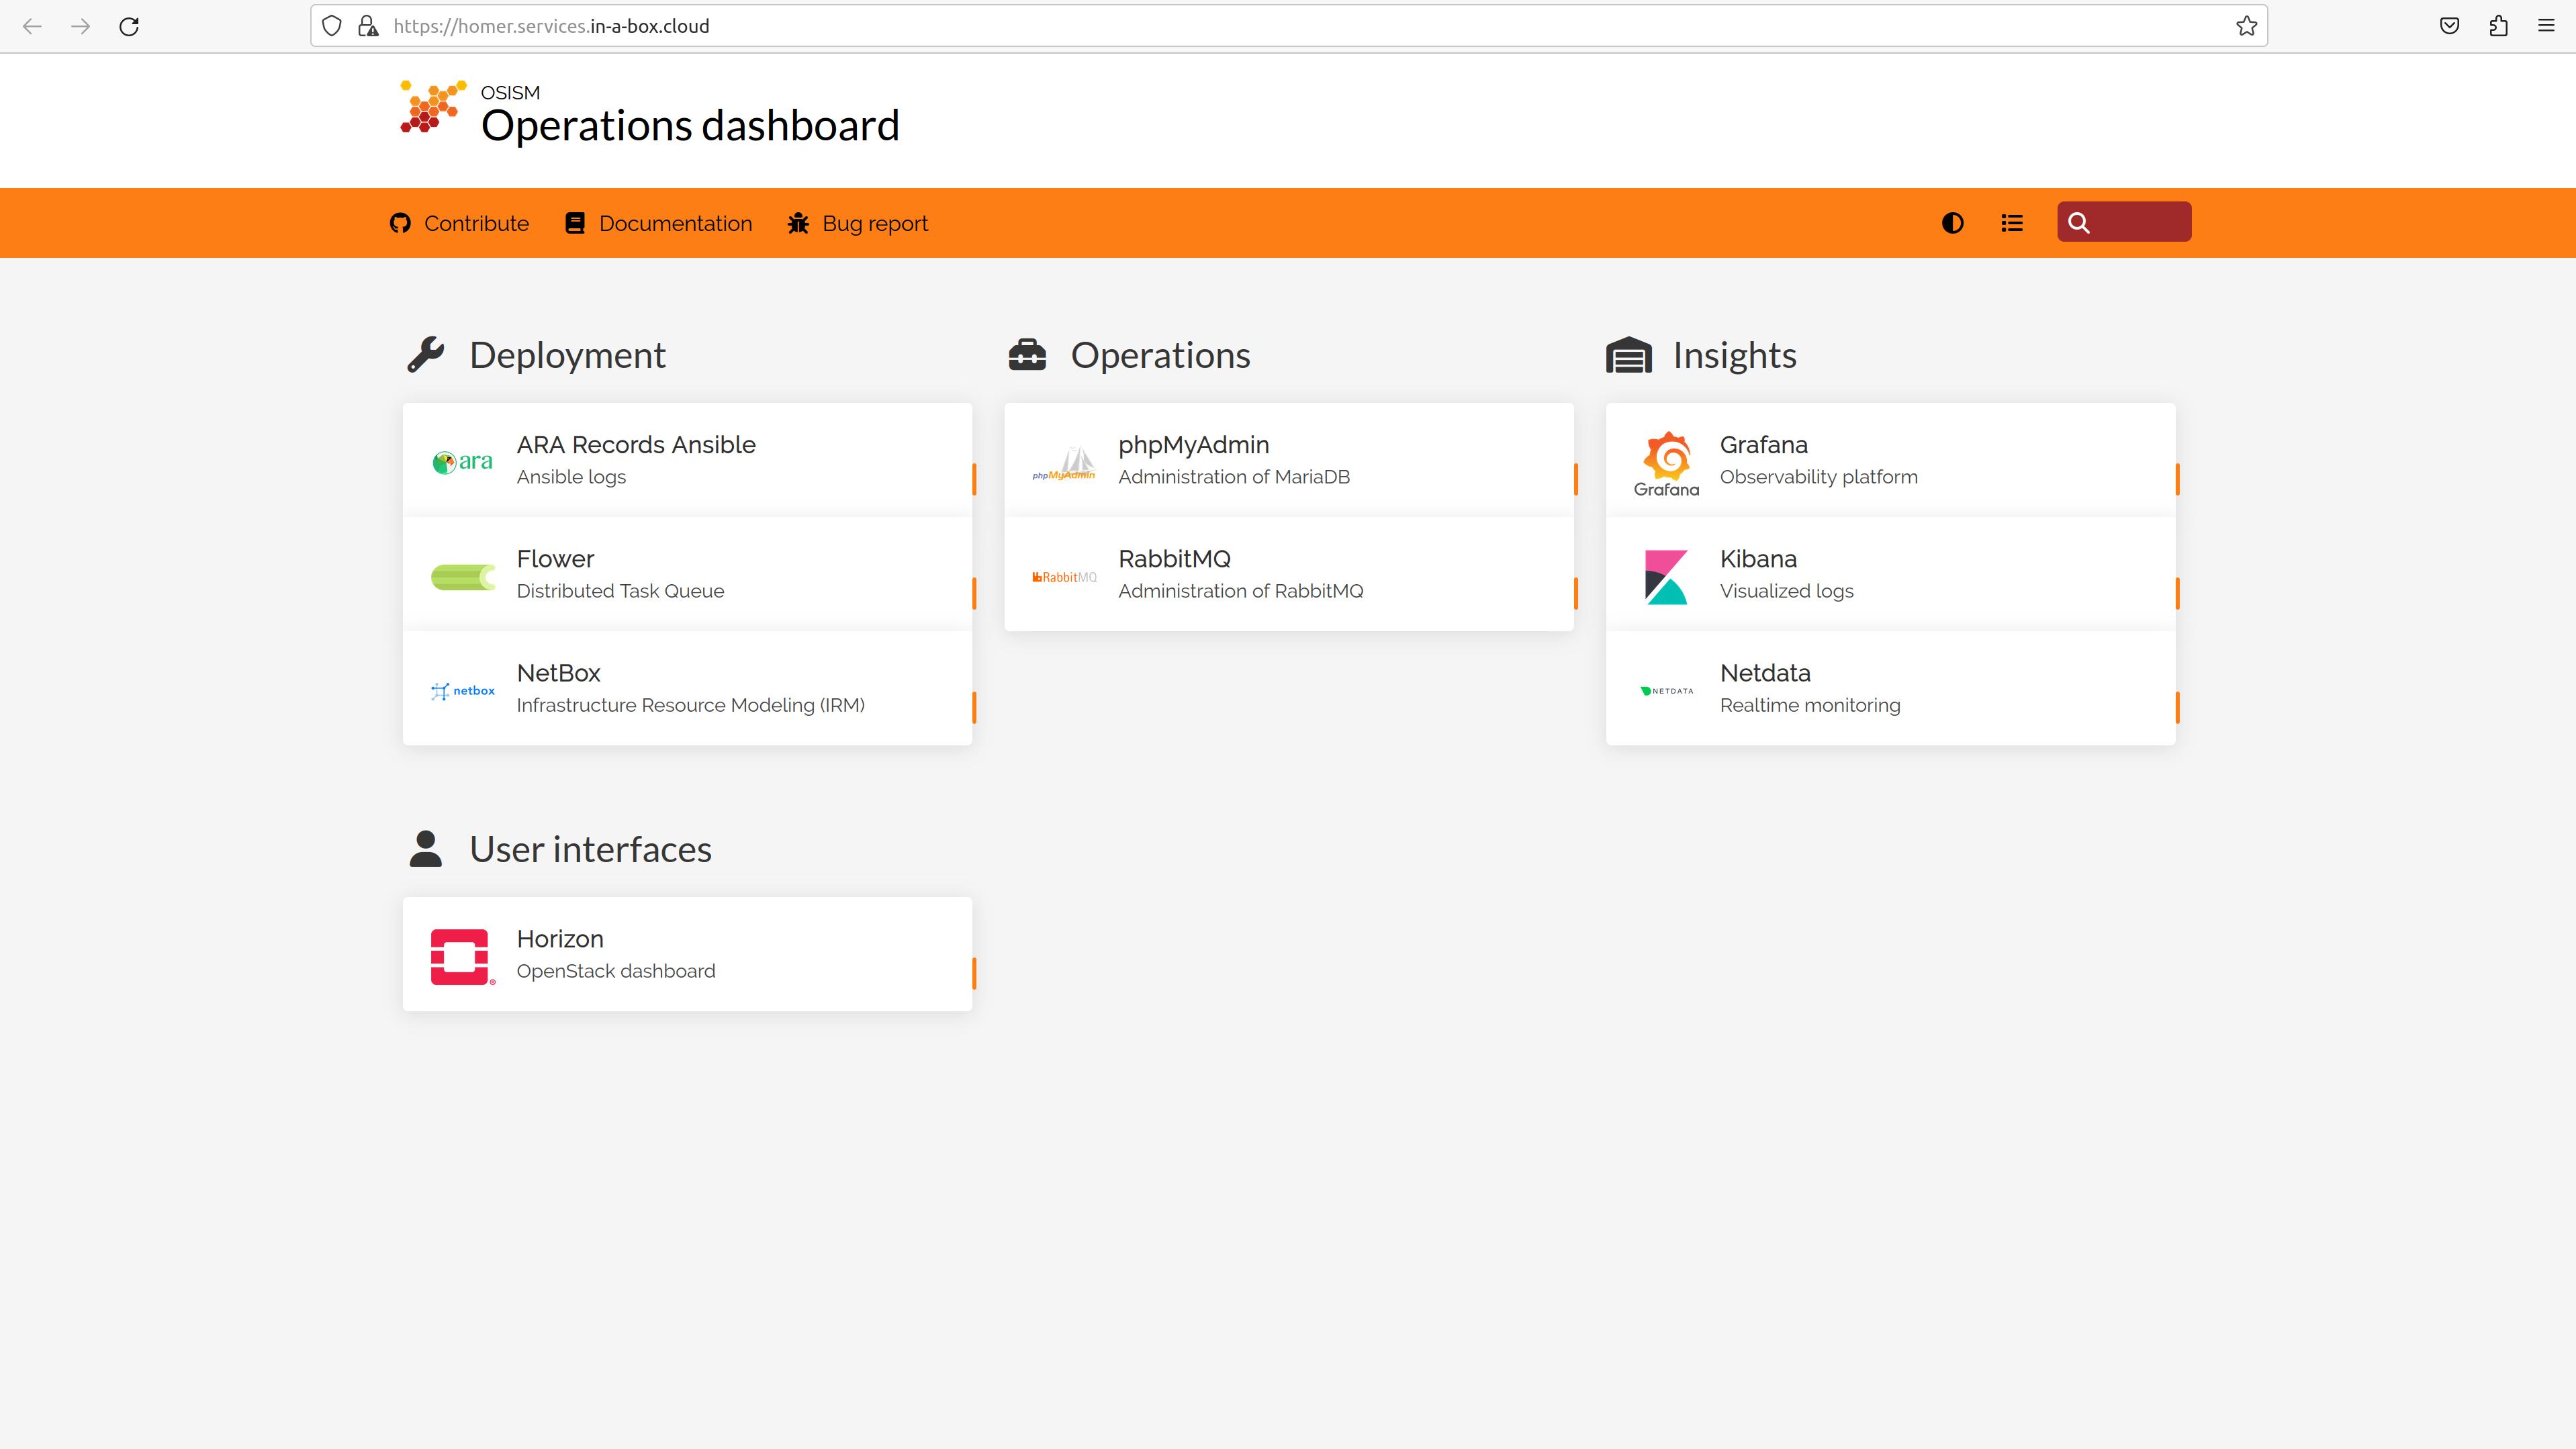 https://homer.services.in-a-box.cloud
OSISM
Operations dashboard
Contribute
Documentation
Bug report
Deployment
ara
ARA Records Ansible
Ansible logs
Flower
Distributed Task Queue
netbox
NetBox
Infrastructure Resource Modeling (IRM)
Operations
phpMyAdmin
phpMyAdmin
Administration of MariaDB
RabbitMQ
RabbitMQ
Administration of RabbitMQ
Insights
Grafana
Grafana
Observability platform
Kibana
Visualized logs
NETDATA
Netdata
Realtime monitoring
User interfaces
®
Horizon
OpenStack dashboard